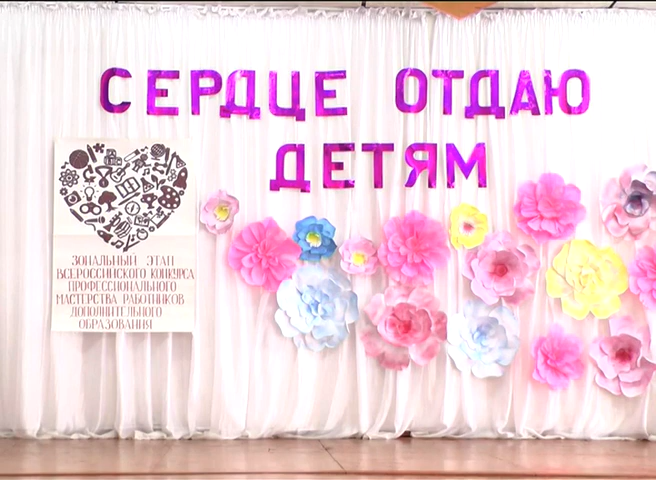 СЕРДЦЕ ОТДАЮ
ДЕТЯМ
ЗОНАЛЬНЫЙ ЭТАП
ВСЕРОССИЙСКОГО КОНКУРСА
ПРОФЕССИОНАЛЬНОГО
МАСТЕРСТВА РАБОТНИКОВ
ДОПОЛНИТЕЛЬНОГО
ОБРАЗОВАНИЯ